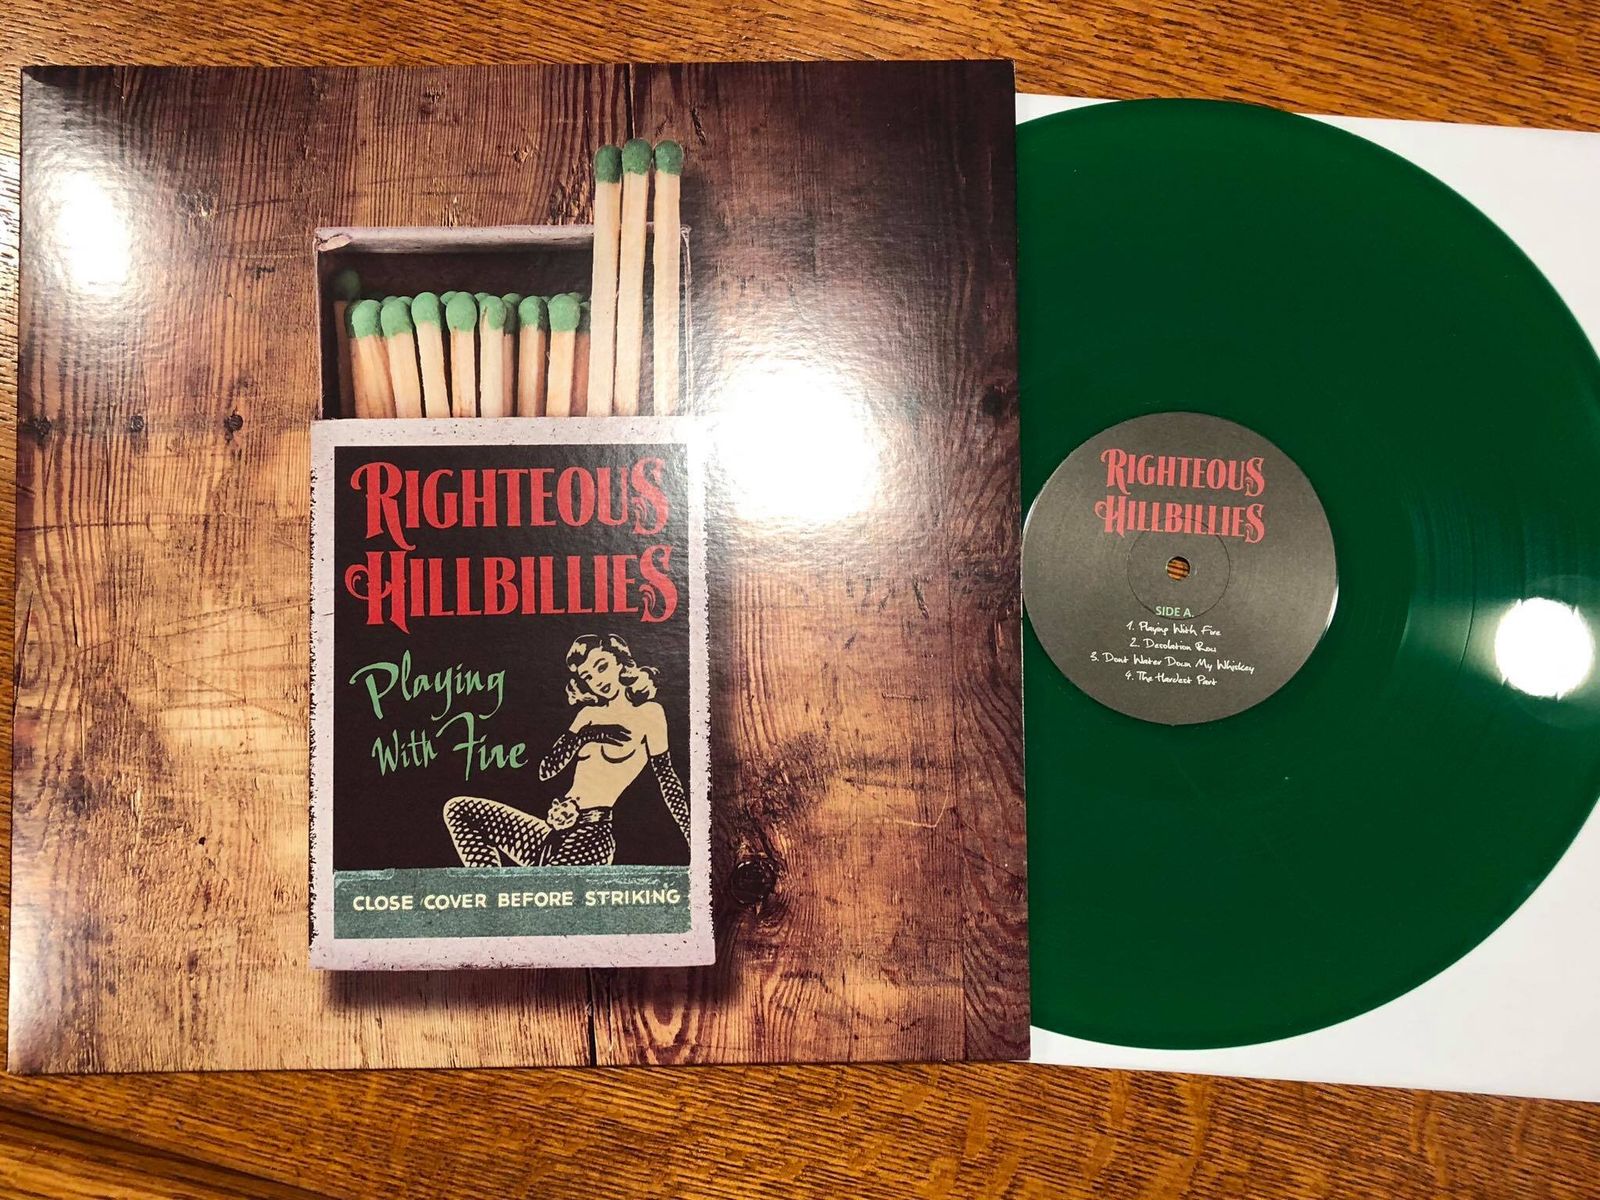 RIGHTEOUS
HILLBILLIES
Playing
With Fire
CLOSE COVER BEFORE STRIKING
RIGHTEOUS
HILLBILLIES
SIDE A.
1. Playing With Fire
2. Desolation Row
3. Dont Water Down My Whiskey
4. The Hardest Part